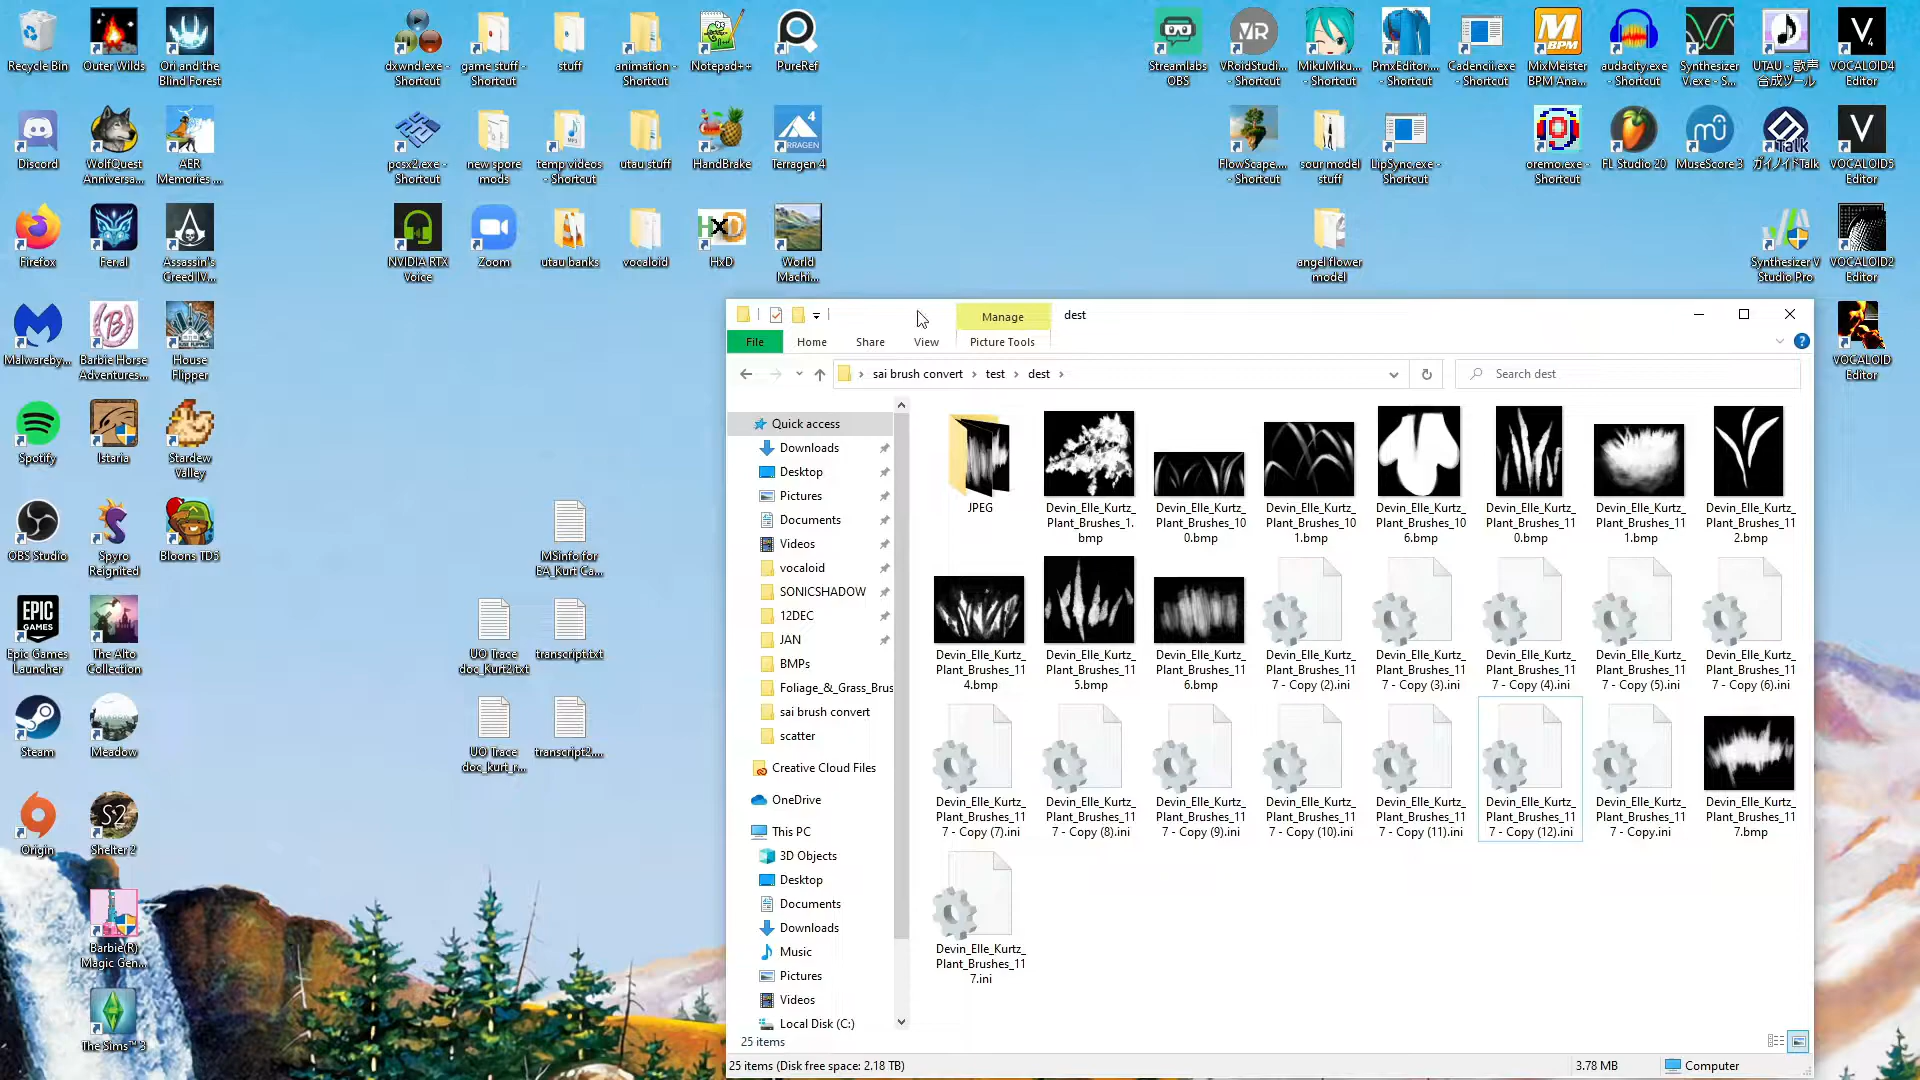 Recycle Bin
Outer Wilds
Ori and the
Blind Forest
dxwnd.exe -
Shortcut
game stuff -
Shortcut
stuff
animation -
Shortcut
Notepad++
PureRef
Streamlabs
OBS
VRoidStudi...
- Shortcut
MikuMiku...
- Shortcut
PmxEditor....
- Shortcut
Cadencii.exe
- Shortcut
MixMeister
BPM Ana...
audacity.exe
- Shortcut
Synthesizer
V.exe - S...
UTAU - 歌声
合成ツール
VOCALOID4
Editor
Discord
WolfQuest
Anniversa...
AER
Memories ...
pcsx2.exe -
Shortcut
new spore
mods
temp videos
- Shortcut
utau stuff
HandBrake
Terragen 4
FlowScape....
- Shortcut
sour model
stuff
LipSync.exe -
Shortcut
oremo.exe -
Shortcut
FL Studio 20
MuseScore 3
ガイノイドTalk
VOCALOID5
Editor
Firefox
Feral
Assassin's
Creed IV...
NVIDIA RTX
Voice
Zoom
utau banks
vocaloid
HxD
World
Machi...
angel flower
model
Synthesizer V
Studio Pro
VOCALOID2
Editor
Malwareby...
Barbie Horse
Adventures...
House
Flipper
VOCALOID
Editor
Spotify
Istaria
Stardew
Valley
OBS Studio
Spyro
Reignited
Bloons TD5
MSinfo for
EA_Kurt Ca...
Epic Games
Launcher
The Alto
Collection
UO Trace
doc_Kurt2.txt
transcript.txt
Steam
Meadow
UO Trace
doc_kurt_r...
transcript2....
Origin
Shelter 2
Barbie(R)
Magic Gen...
The Sims™ 3
Manage
dest
File
Home
Share
View
Picture Tools
sai brush convert
test
dest
Search dest
Quick access
Downloads
Desktop
Pictures
Documents
Videos
vocaloid
SONICSHADOW
12DEC
JAN
BMPs
Foliage_&_Grass_Brus
sai brush convert
scatter
Creative Cloud Files
OneDrive
This PC
3D Objects
Desktop
Documents
Downloads
Music
Pictures
Videos
Local Disk (C:)
JPEG
Devin_Elle_Kurtz_
Plant_Brushes_1.
bmp
Devin_Elle_Kurtz_
Plant_Brushes_10
0.bmp
Devin_Elle_Kurtz_
Plant_Brushes_10
1.bmp
Devin_Elle_Kurtz_
Plant_Brushes_10
6.bmp
Devin_Elle_Kurtz_
Plant_Brushes_11
0.bmp
Devin_Elle_Kurtz_
Plant_Brushes_11
1.bmp
Devin_Elle_Kurtz_
Plant_Brushes_11
2.bmp
Devin_Elle_Kurtz_
Plant_Brushes_11
4.bmp
Devin_Elle_Kurtz_
Plant_Brushes_11
5.bmp
Devin_Elle_Kurtz_
Plant_Brushes_11
6.bmp
Devin_Elle_Kurtz_
Plant_Brushes_11
7 - Copy (2).ini
Devin_Elle_Kurtz_
Plant_Brushes_11
7 - Copy (3).ini
Devin_Elle_Kurtz_
Plant_Brushes_11
7 - Copy (4).ini
Devin_Elle_Kurtz_
Plant_Brushes_11
7 - Copy (5).ini
Devin_Elle_Kurtz_
Plant_Brushes_11
7 - Copy (6).ini
Devin_Elle_Kurtz_
Plant_Brushes_11
7 - Copy (7).ini
Devin_Elle_Kurtz_
Plant_Brushes_11
7 - Copy (8).ini
Devin_Elle_Kurtz_
Plant_Brushes_11
7 - Copy (9).ini
Devin_Elle_Kurtz_
Plant_Brushes_11
7 - Copy (10).ini
Devin_Elle_Kurtz_
Plant_Brushes_11
7 - Copy (11).ini
Devin_Elle_Kurtz_
Plant_Brushes_11
7 - Copy (12).ini
Devin_Elle_Kurtz_
Plant_Brushes_11
7 - Copy.ini
Devin_Elle_Kurtz_
Plant_Brushes_11
7.bmp
Devin_Elle_Kurtz_
Plant_Brushes_11
7.ini
25 items
25 items (Disk free space: 2.18 TB)
3.78 MB
Computer